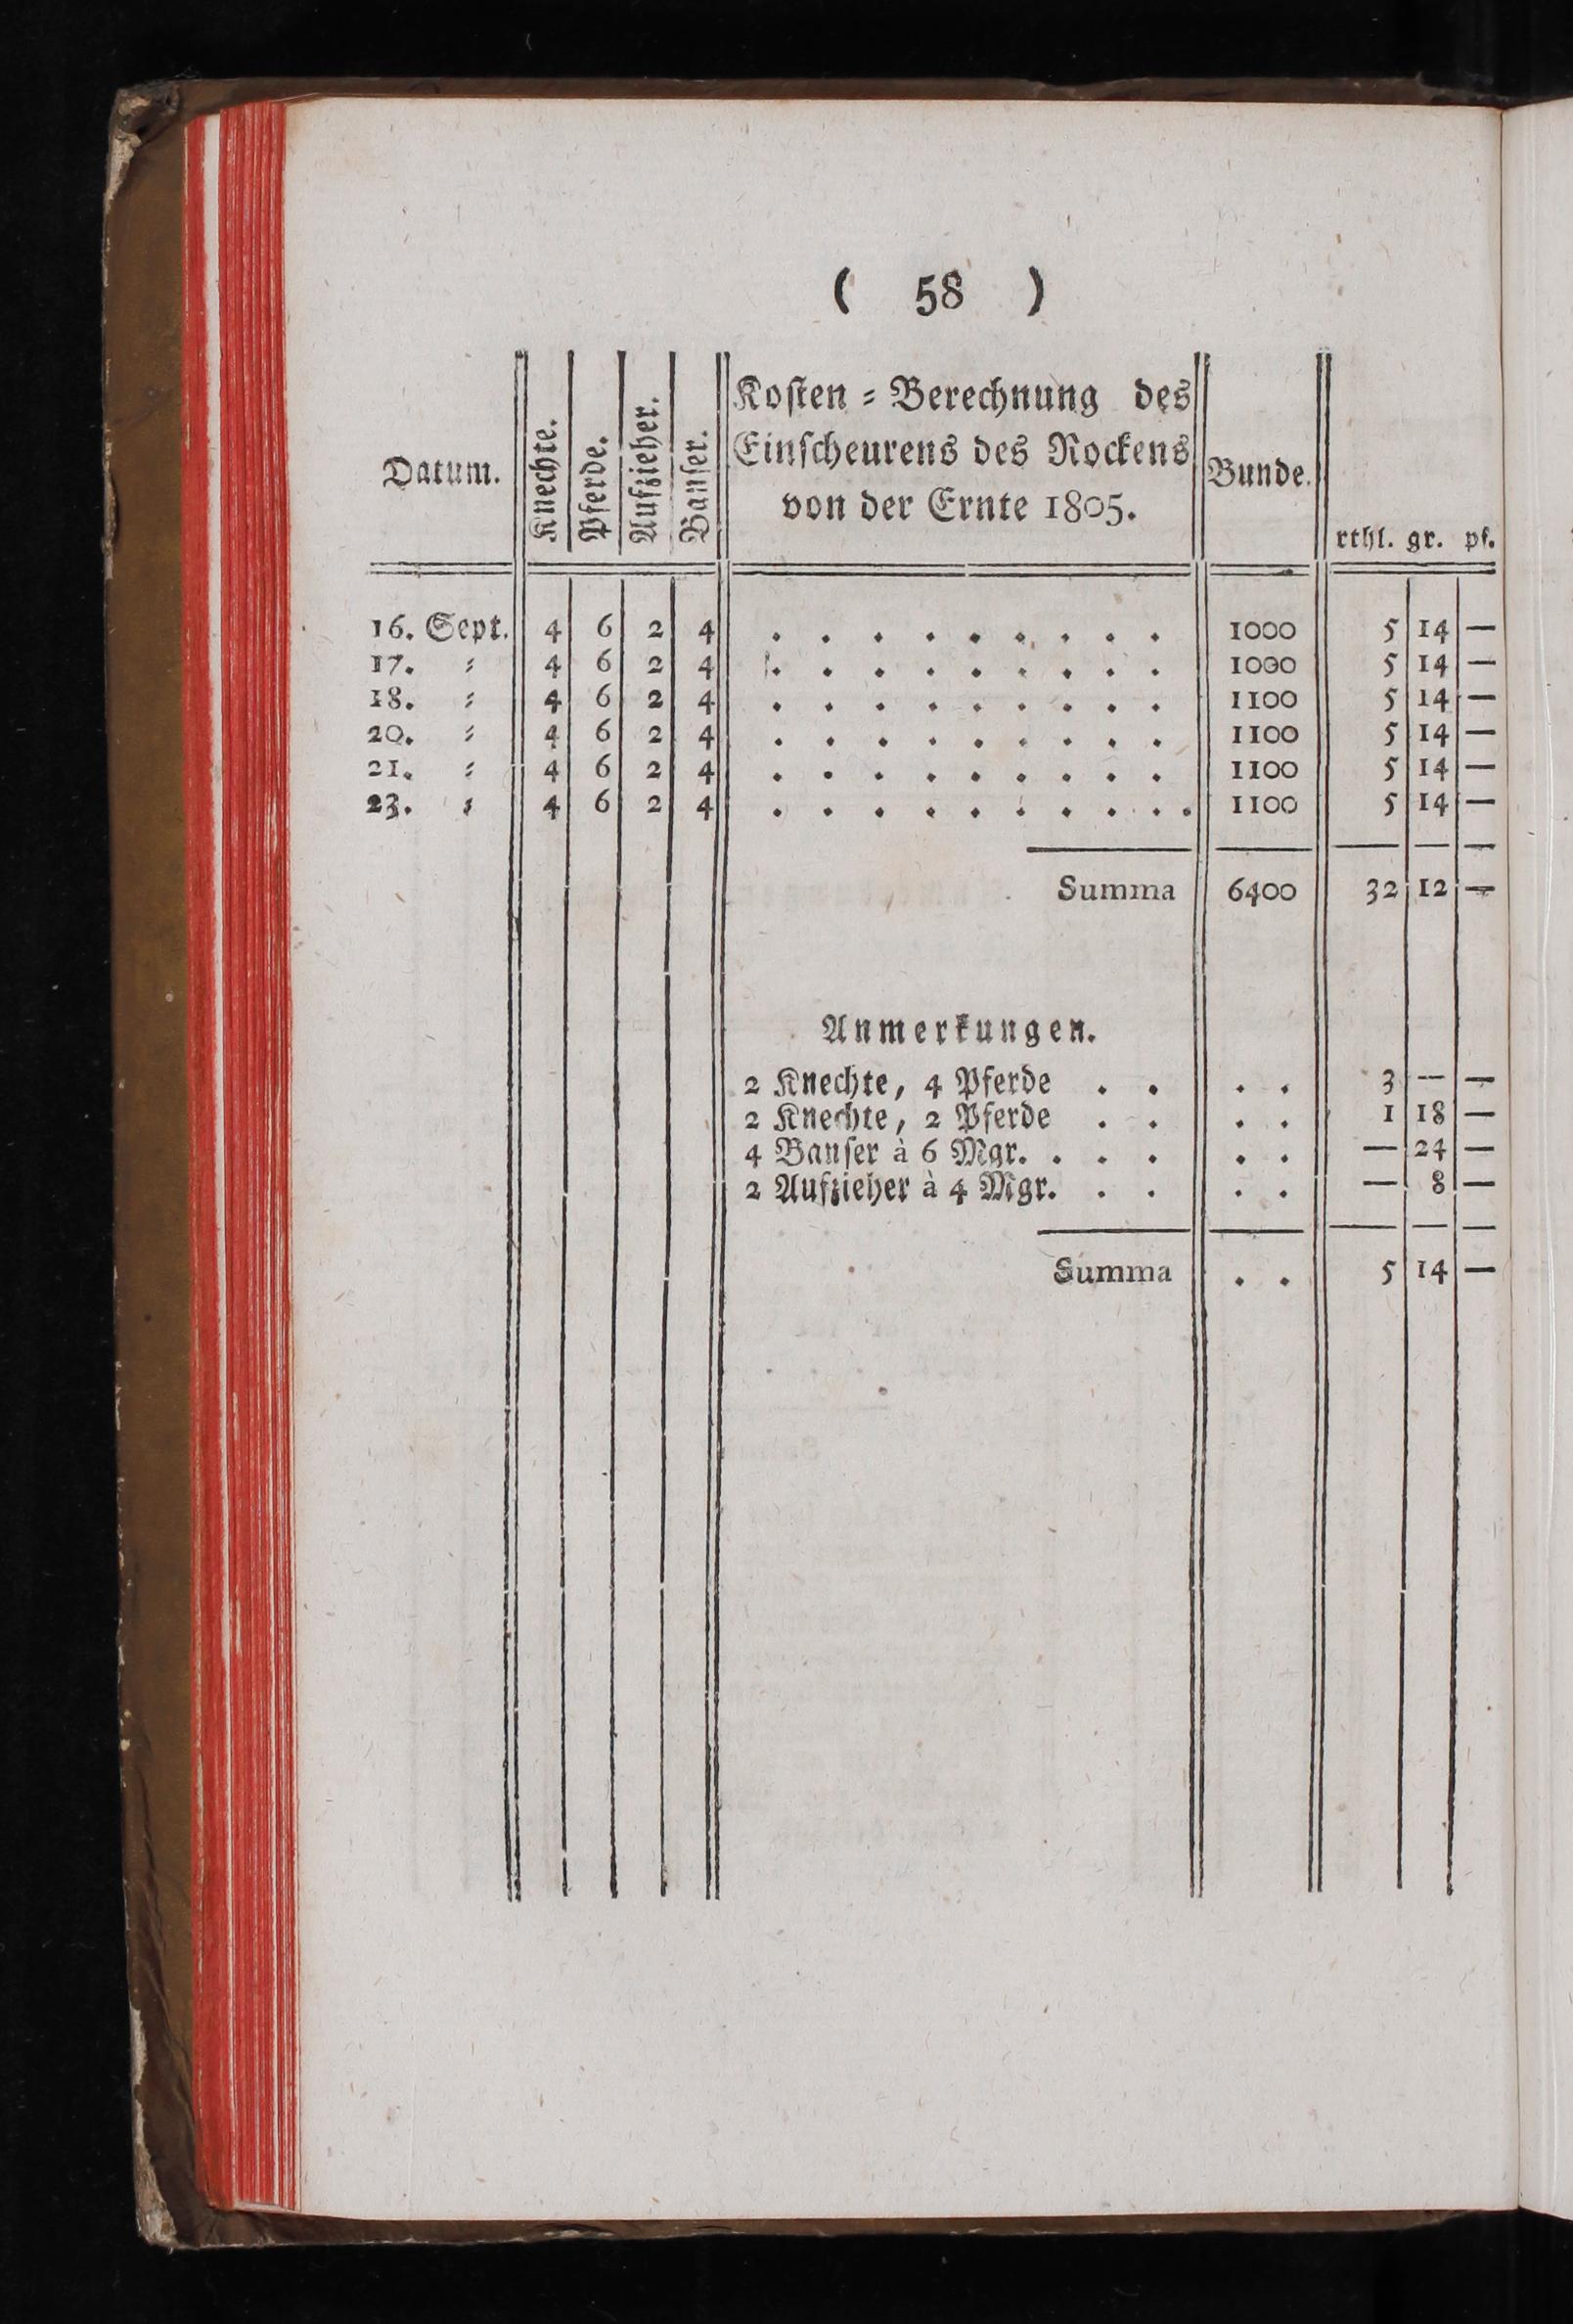 ( 58 )
Datum. Knechte. Pferde. Aufzieher. Banser. Kosten-Berechnung des
Einscheurens des Rockens
von der Ernte 1805. Bunde. rthl. gr. pf.
16. Sept. 4 6 2 4 . . . . . . . . . 1000 5 14 —
17. = 4 6 2 4 . . . . . . . . . 1000 5 14 —
18. = 4 6 2 4 . . . . . . . . . 1100 5 14 —
20. = 4 6 2 4 . . . . . . . . . 1100 5 14 —
21. = 4 6 2 4 . . . . . . . . . 1100 5 14 —
23. = 4 6 2 4 . . . . . . . . . . 1100 5 14 —
Summa 6400 32 12 —
Anmerkungen.
2 Knechte, 4 Pferde . . . . 3 — —
2 Knechte, 2 Pferde . . . . 1 18 —
4 Banser à 6 Mgr. . . . . . — 24 —
2 Aufzieher à 4 Mgr. . . . . — 8 —
Summa . . 5 14 —